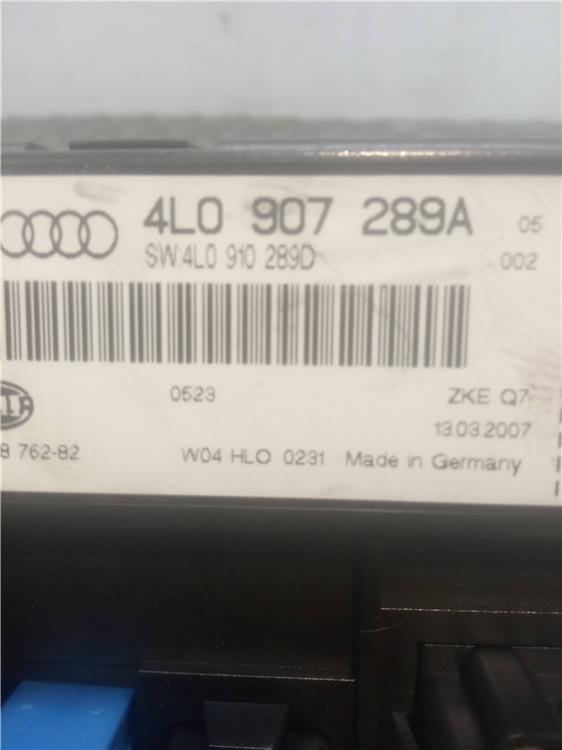 4L0 907 289A 05
SW:4L0 910 289D 002
0523 ZKE Q7
13.03.2007
8 762-82 W04 HLO 0231 Made in Germany